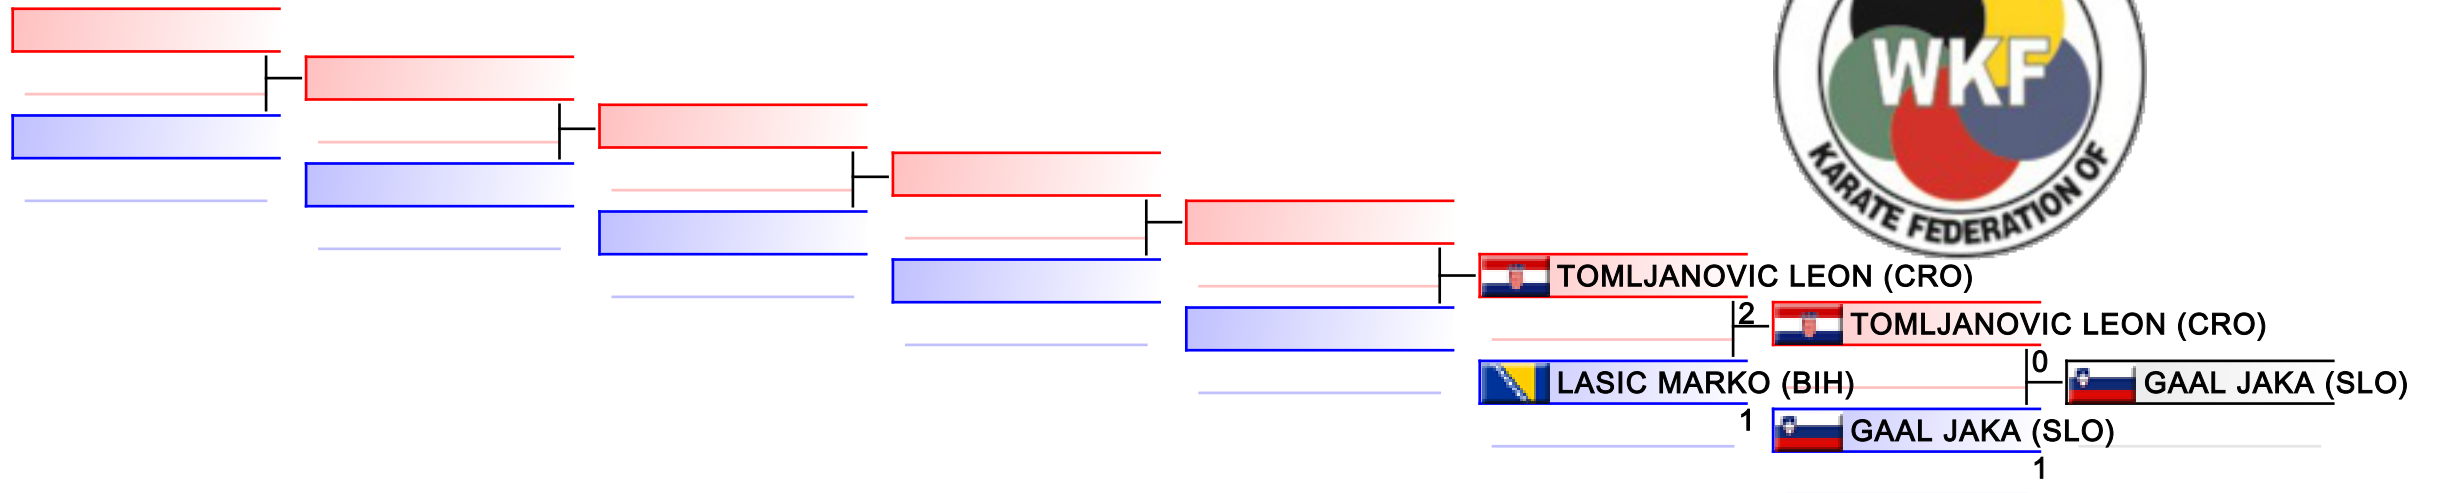 WKF
KARATE FEDERATION OF
TOMLJANOVIC LEON (CRO)
2
TOMLJANOVIC LEON (CRO)
LASIC MARKO (BIH)
0
GAAL JAKA (SLO)
1
GAAL JAKA (SLO)
1